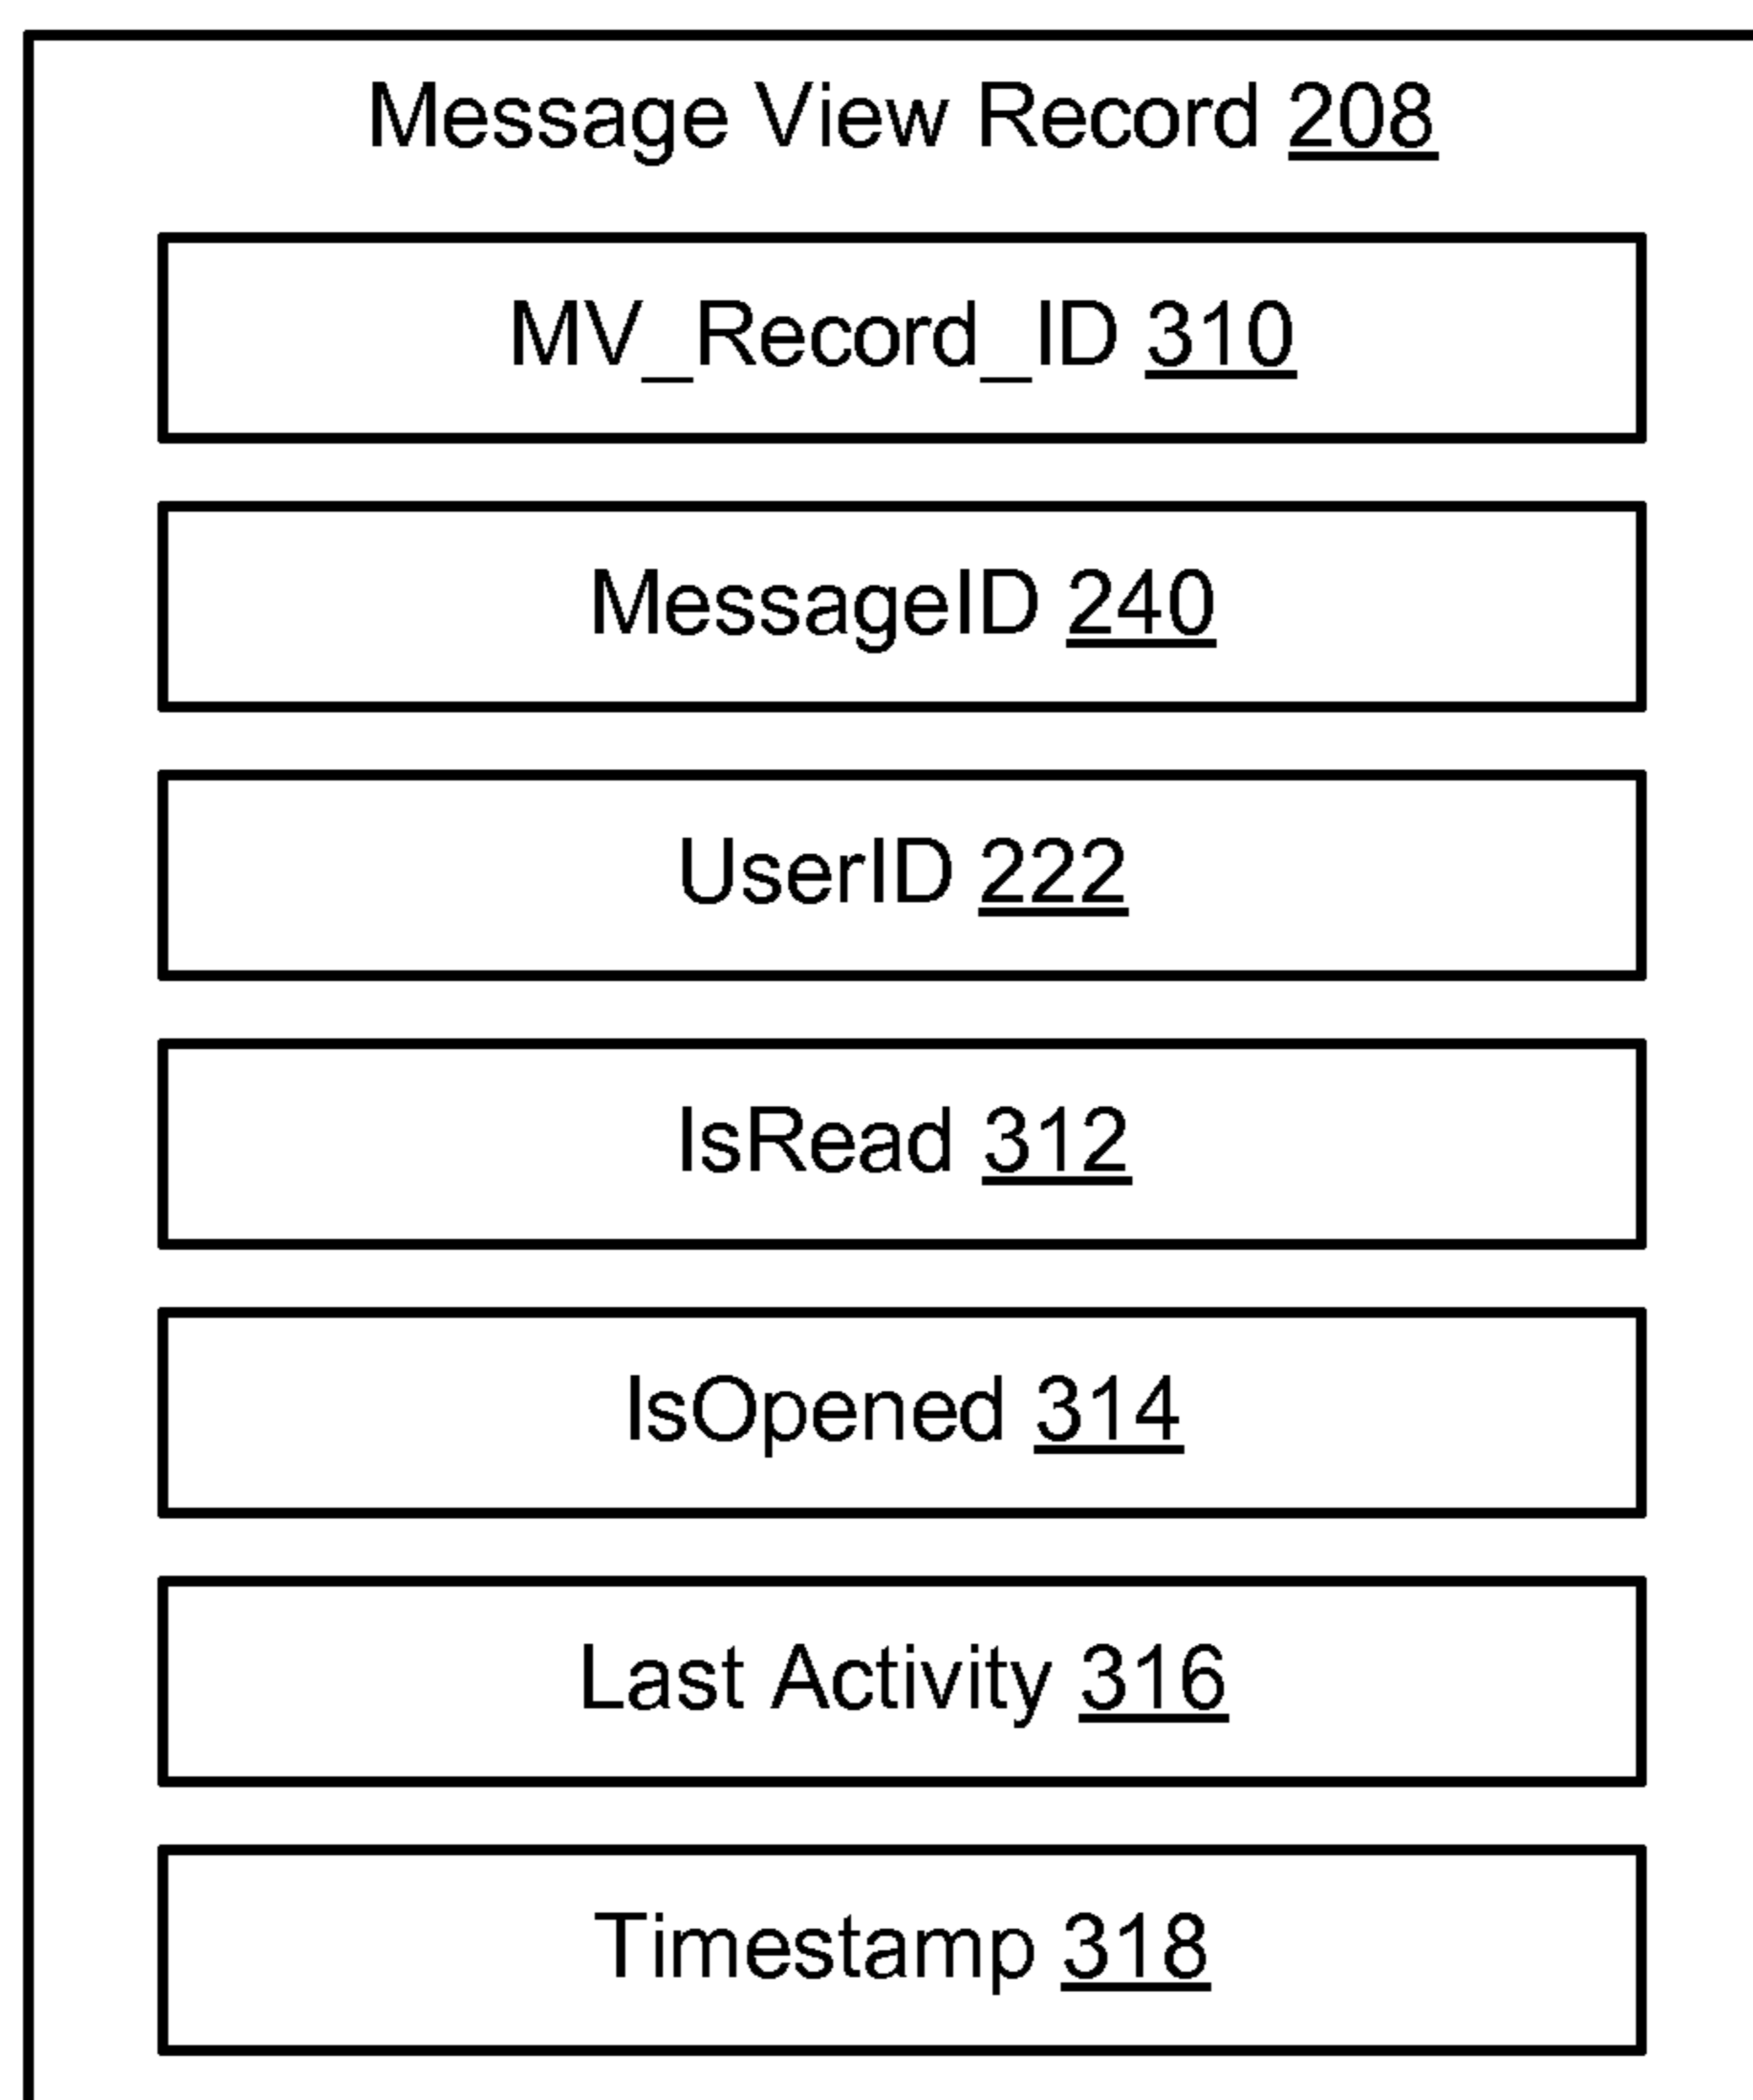 Message View Record 208
MV_Record_ID 310
MessageID 240
UserID 222
IsRead 312
IsOpened 314
Last Activity 316
Timestamp 318